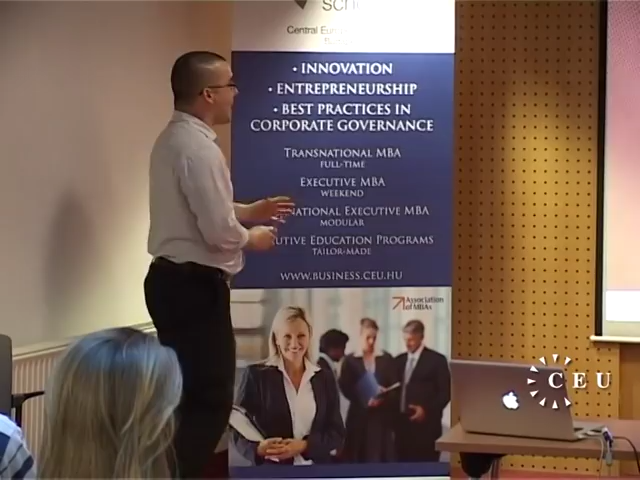 Central Eur
• INNOVATION
• ENTREPRENEURSHIP
• BEST PRACTICES IN
CORPORATE GOVERNANCE
TRANSNATIONAL MBA
FULL-TIME
EXECUTIVE MBA
WEEKEND
NATIONAL EXECUTIVE MBA
MODULAR
UTIVE EDUCATION PROGRAMS
TAILOR-MADE
WWW.BUSINESS.CEU.HU
Association
of MBAs
CEU